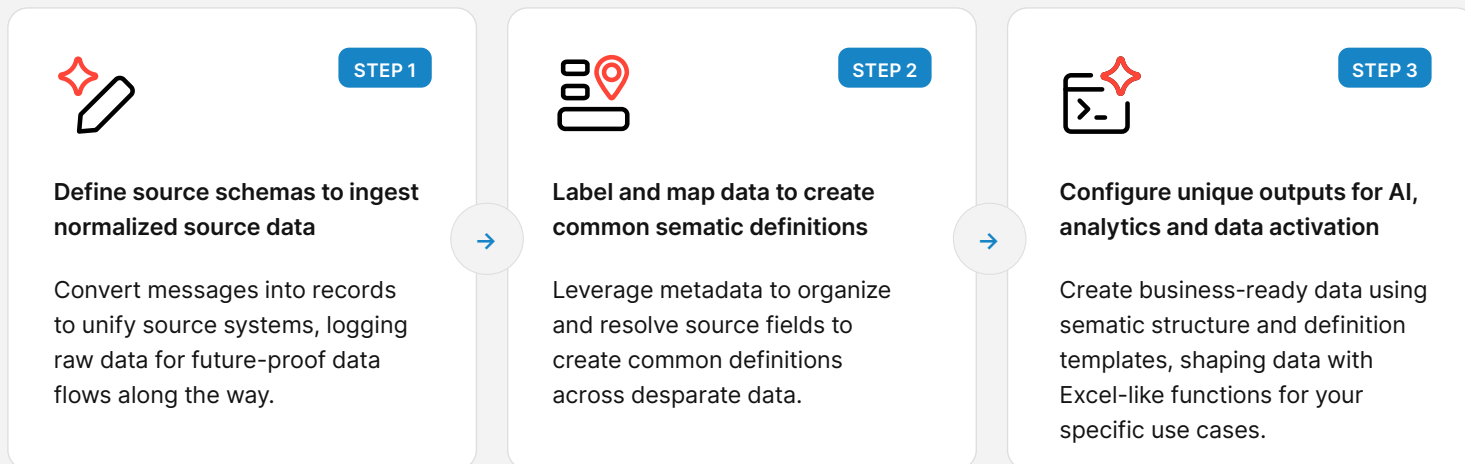 STEP 1
Define source schemas to ingest
normalized source data
Convert messages into records
to unify source systems, logging
raw data for future-proof data
flows along the way.
STEP 2
Label and map data to create
common sematic definitions
Leverage metadata to organize
and resolve source fields to
create common definitions
across desparate data.
STEP 3
Configure unique outputs for AI,
analytics and data activation
Create business-ready data using
sematic structure and definition
templates, shaping data with
Excel-like functions for your
specific use cases.